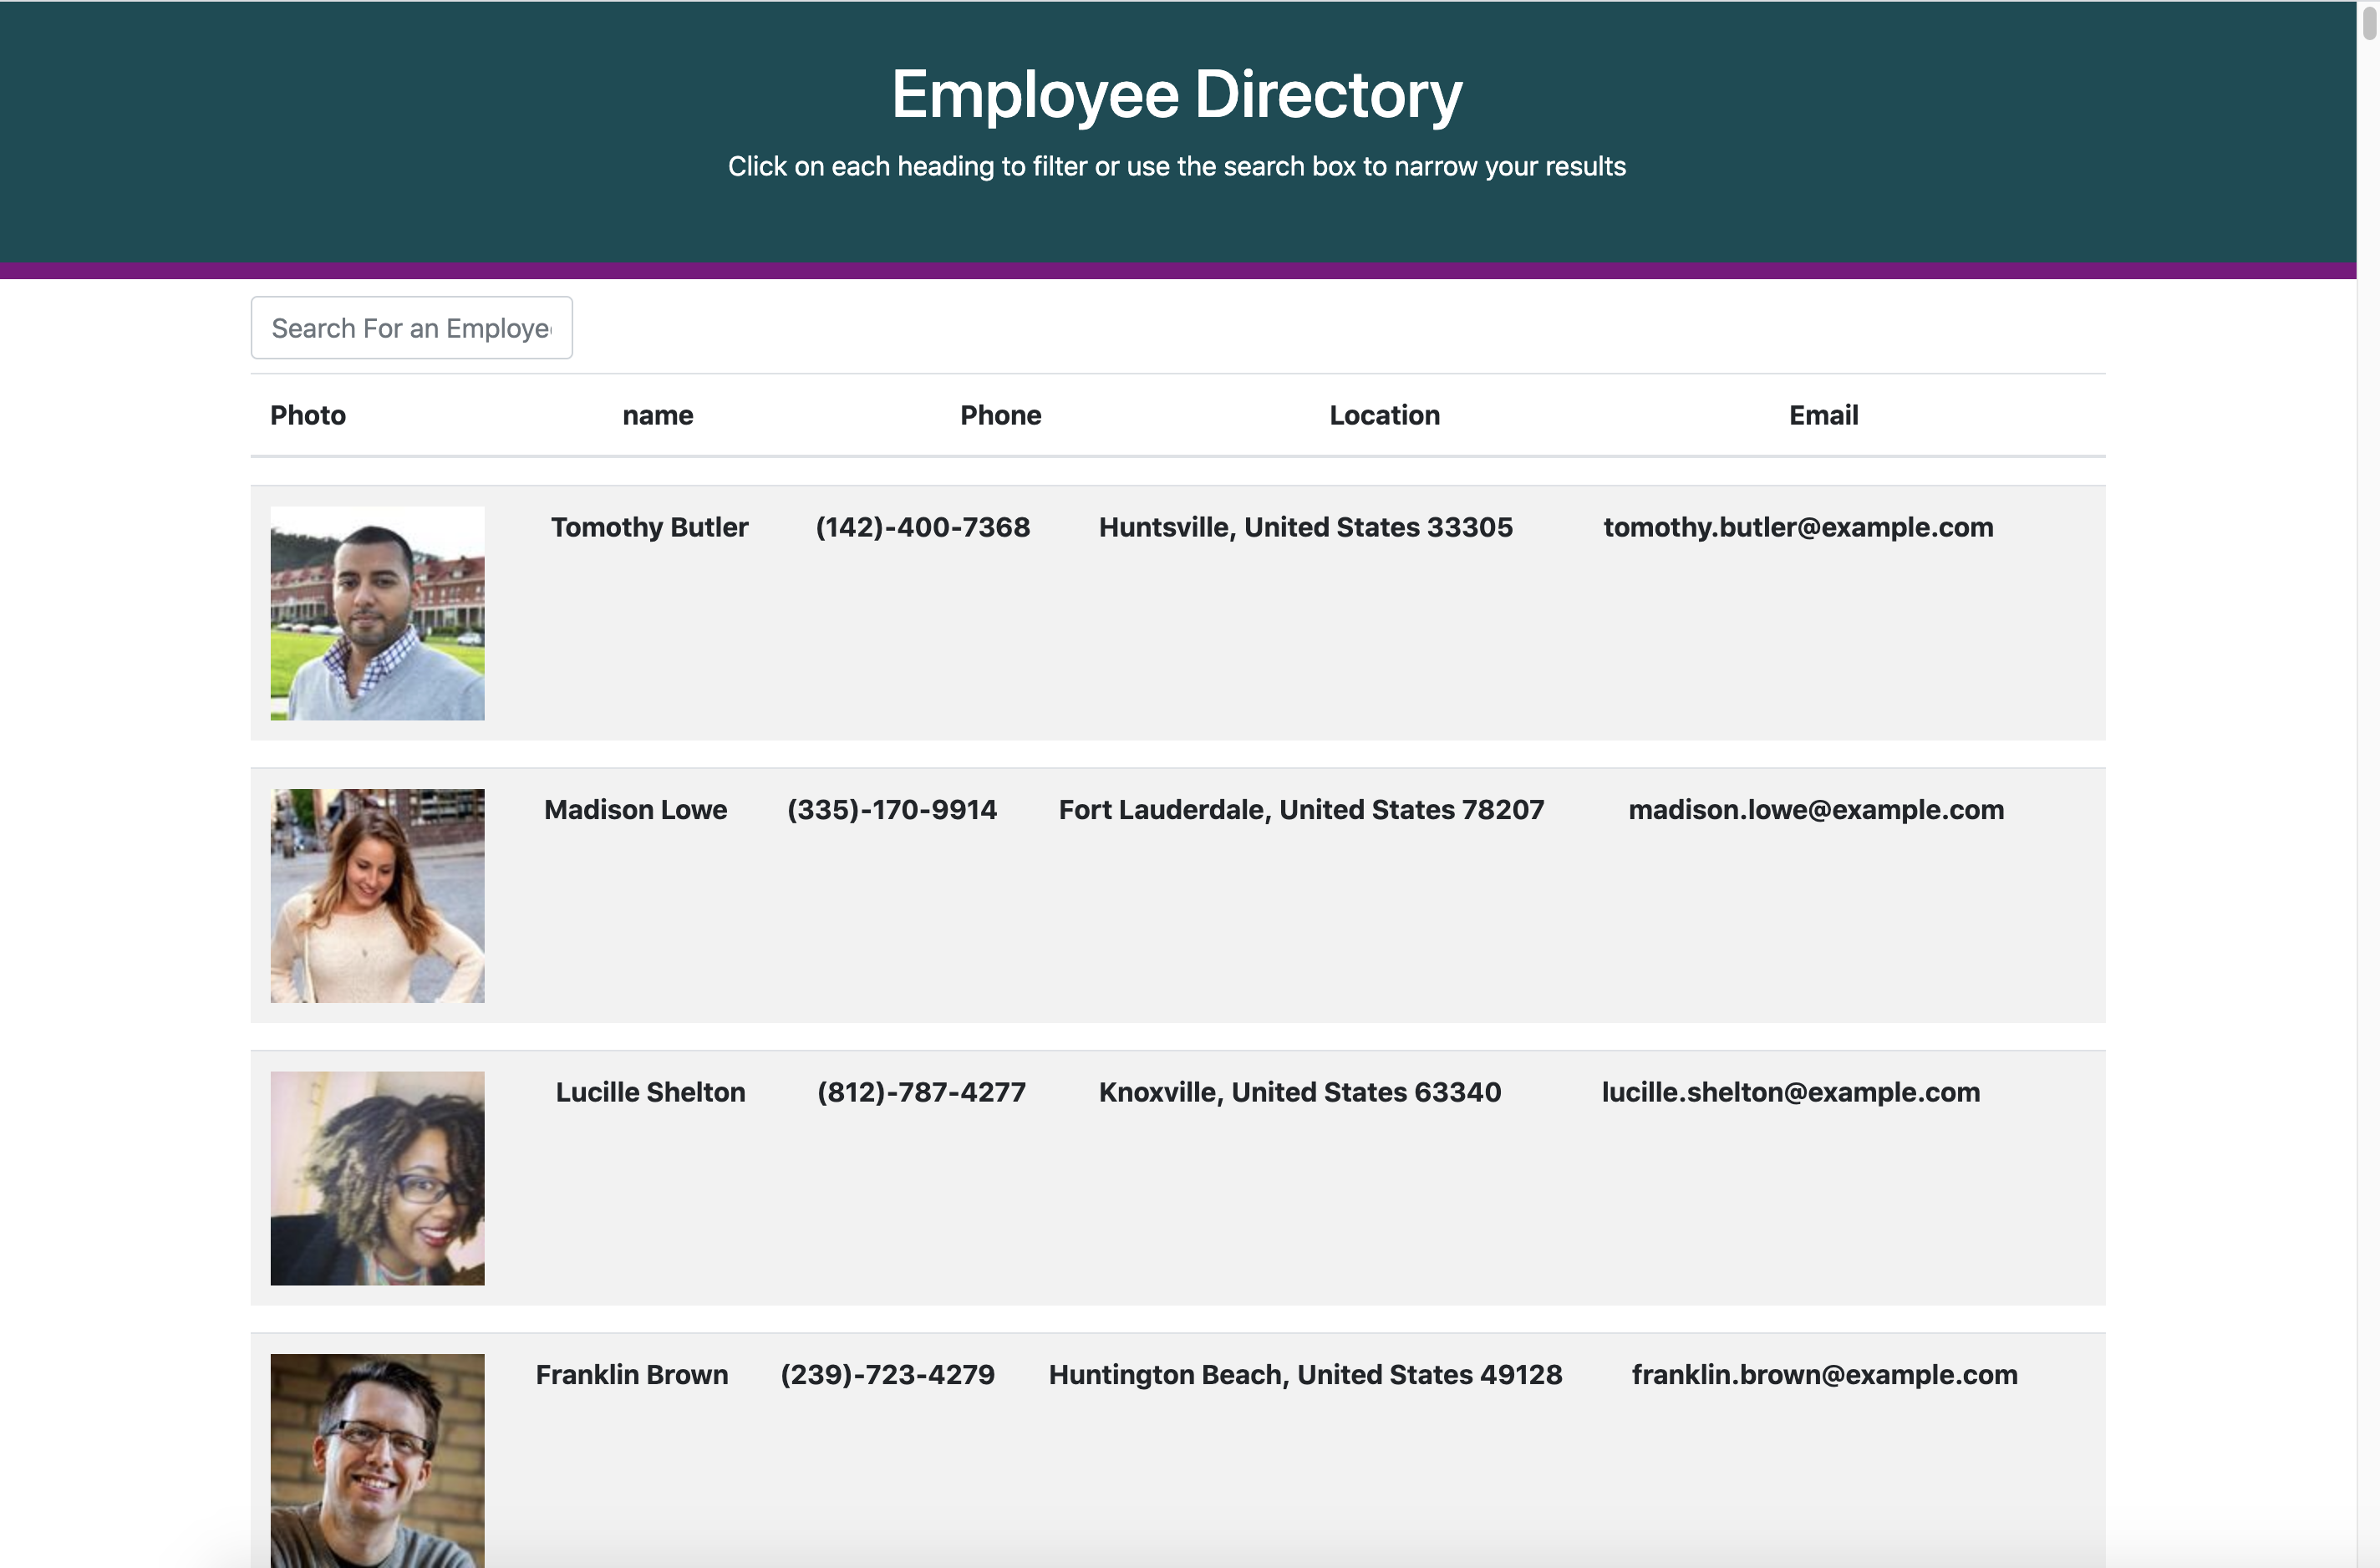 Employee Directory
Click on each heading to filter or use the search box to narrow your results
Search For an Employe
Photo name Phone Location Email
Tomothy Butler (142)-400-7368 Huntsville, United States 33305 tomothy.butler@example.com
Madison Lowe (335)-170-9914 Fort Lauderdale, United States 78207 madison.lowe@example.com
Lucille Shelton (812)-787-4277 Knoxville, United States 63340 lucille.shelton@example.com
Franklin Brown (239)-723-4279 Huntington Beach, United States 49128 franklin.brown@example.com